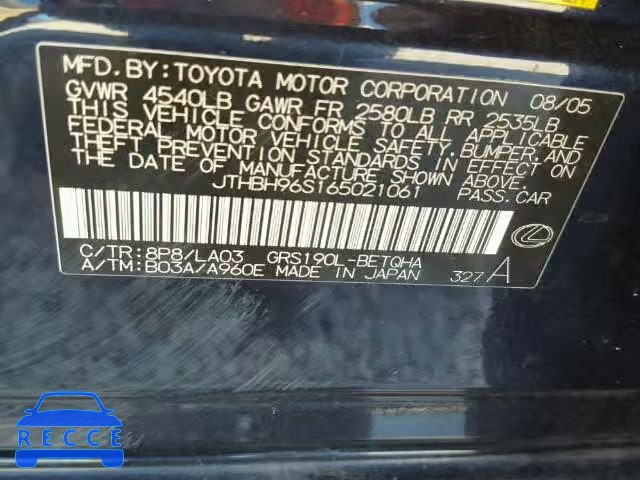 MFD. BY: TOYOTA MOTOR CORPORATION 08/05
GVWR 4540LB GAWR FR 2580LB RR 2535LB
THIS VEHICLE CONFORMS TO ALL APPLICABLE
FEDERAL MOTOR VEHICLE SAFETY, BUMPER, AND
THEFT PREVENTION STANDARDS IN EFFECT ON
THE DATE OF MANUFACTURE SHOWN ABOVE.
JTHBH96S165021061 PASS. CAR
C/TR: 8P8/LA03 GRS190L-BETQHA
A/TM: B03A/A960E MADE IN JAPAN 327 A
RECCE